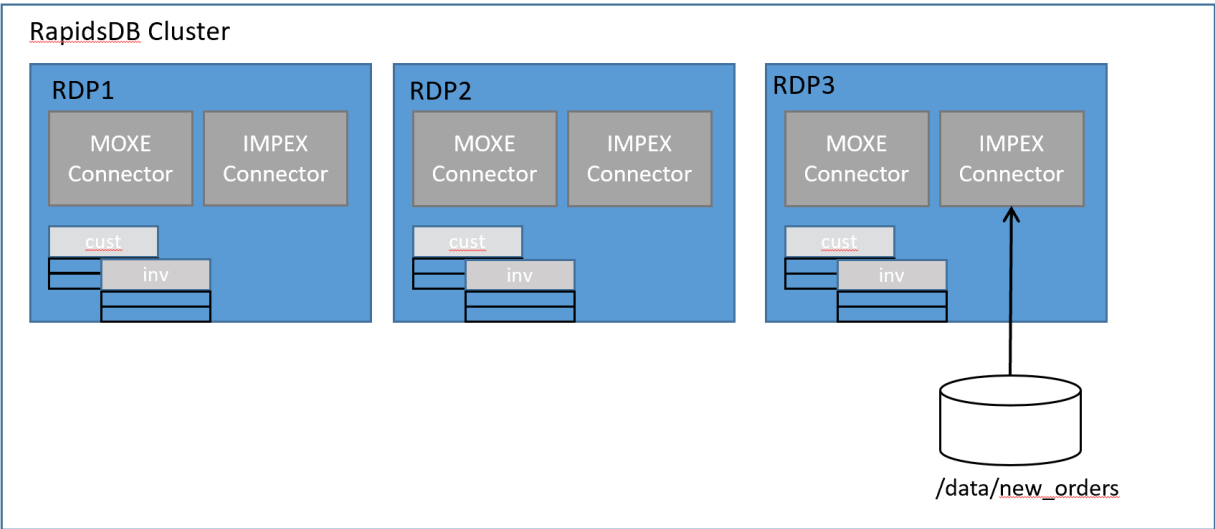 RapidsDB Cluster
RDP1
MOXE
Connector
IMPEX
Connector
cust
inv
RDP2
MOXE
Connector
IMPEX
Connector
cust
inv
RDP3
MOXE
Connector
IMPEX
Connector
cust
inv
/data/new_orders